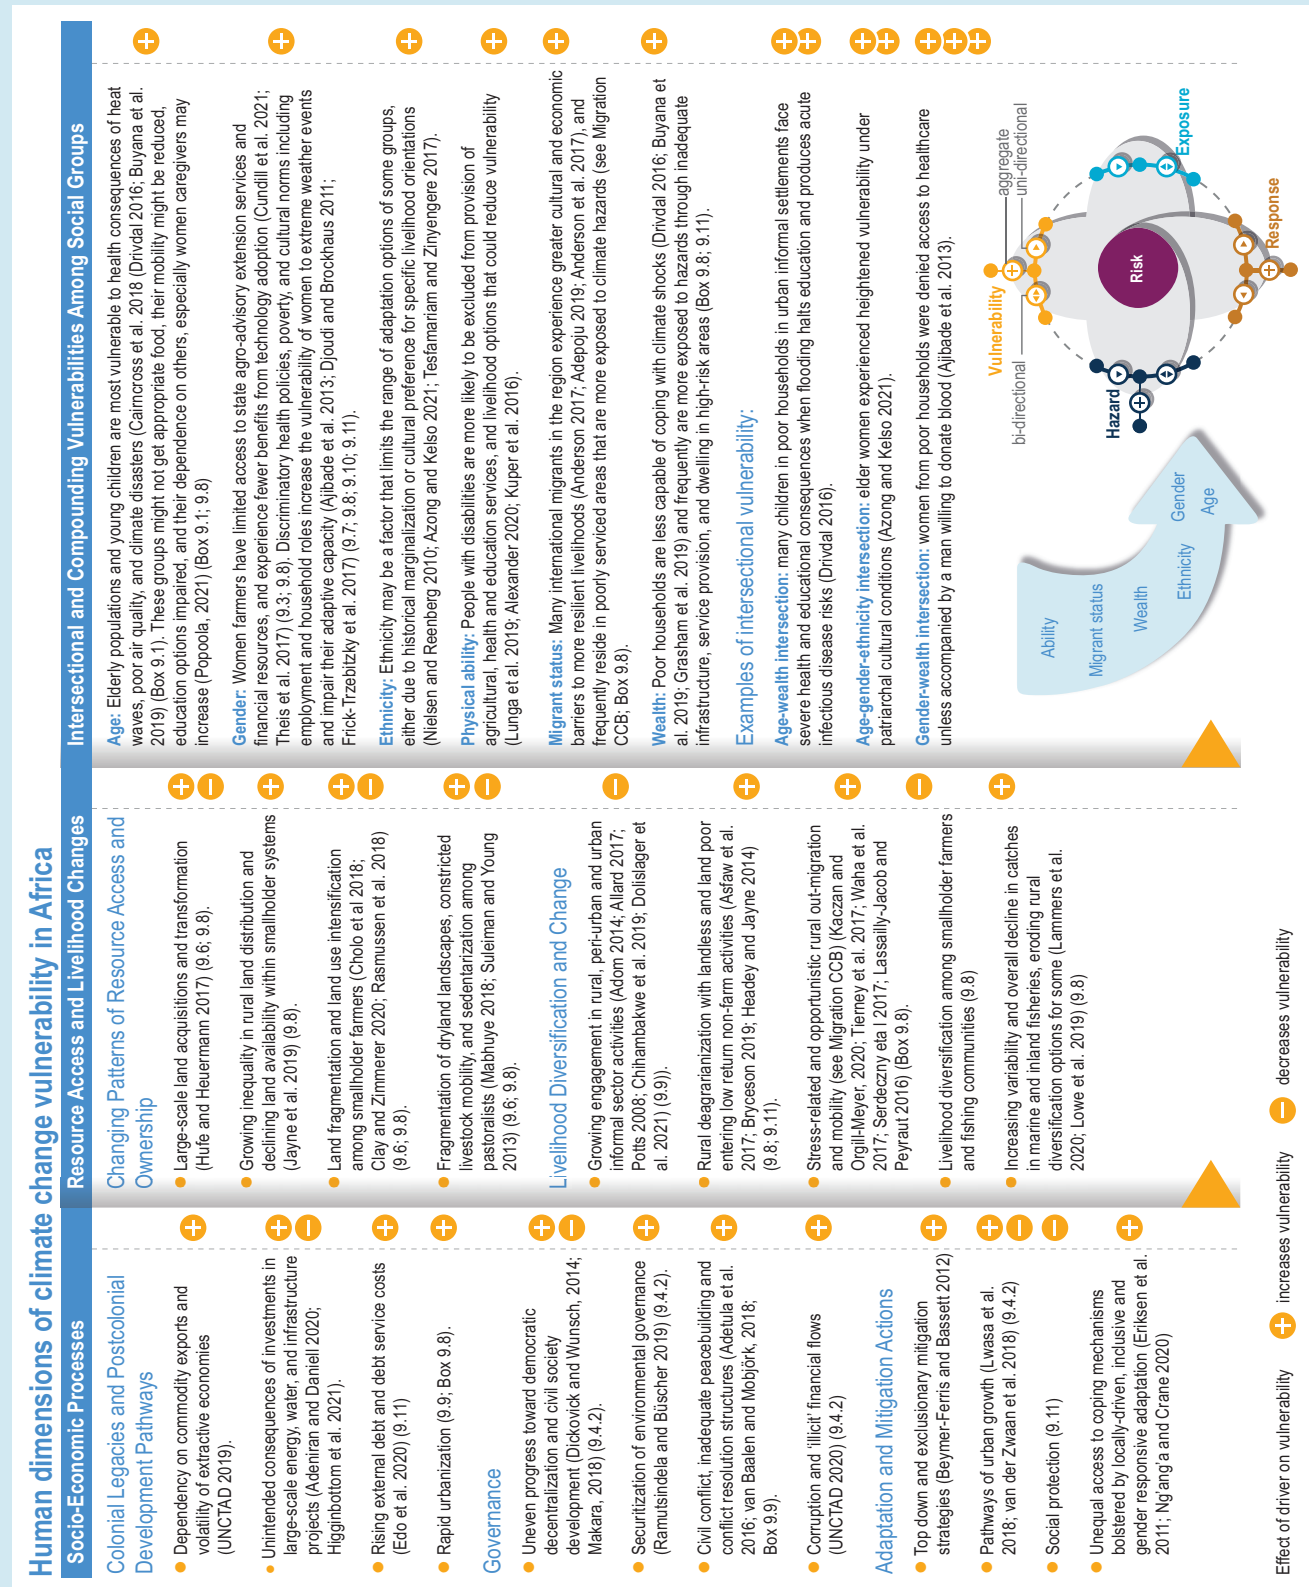 Human dimensions of climate change vulnerability in Africa
Socio-Economic Processes
Colonial Legacies and Postcolonial
Development Pathways
Dependency on commodity exports and
volatility of extractive economies
(UNCTAD 2019).
Unintended consequences of investments in
large-scale energy, water, and infrastructure
projects (Adeniran and Daniell 2020;
Higginbottom et al. 2021).
Rising external debt and debt service costs
(Edo et al. 2020) (9.11)
Rapid urbanization (9.9; Box 9.8).
Governance
Uneven progress toward democratic
decentralization and civil society
development (Dickovick and Wunsch, 2014;
Makara, 2018) (9.4.2).
Securitization of environmental governance
(Ramutsindela and Büscher 2019) (9.4.2).
Civil conflict, inadequate peacebuilding and
conflict resolution structures (Adetula et al.
2016; van Baalen and Mobjörk, 2018;
Box 9.9).
Corruption and 'illicit' financial flows
(UNCTAD 2020) (9.4.2)
Adaptation and Mitigation Actions
Top down and exclusionary mitigation
strategies (Beymer-Ferris and Bassett 2012)
Pathways of urban growth (Lwasa et al.
2018; van der Zwaan et al. 2018) (9.4.2)
Social protection (9.11)
Unequal access to coping mechanisms
bolstered by locally-driven, inclusive and
gender responsive adaptation (Eriksen et al.
2011; Ng'ang'a and Crane 2020)
Resource Access and Livelihood Changes
Changing Patterns of Resource Access and
Ownership
Large-scale land acquisitions and transformation
(Hufe and Heuermann 2017) (9.6; 9.8).
Growing inequality in rural land distribution and
declining land availability within smallholder systems
(Jayne et al. 2019) (9.8).
Land fragmentation and land use intensification
among smallholder farmers (Cholo et al 2018;
Clay and Zimmerer 2020; Rasmussen et al. 2018)
(9.6; 9.8).
Fragmentation of dryland landscapes, constricted
livestock mobility, and sedentarization among
pastoralists (Mabhuye 2018; Suleiman and Young
2013) (9.6; 9.8).
Livelihood Diversification and Change
Growing engagement in rural, peri-urban and urban
informal sector activities (Adom 2014; Allard 2017;
Potts 2008; Chihambakwe et al. 2019; Dolislager et
al. 2021) (9.9)).
Rural deagrarianization with landless and land poor
entering low return non-farm activities (Asfaw et al.
2017; Bryceson 2019; Headey and Jayne 2014)
(9.8; 9.11).
Stress-related and opportunistic rural out-migration
and mobility (see Migration CCB) (Kaczan and
Orgill-Meyer, 2020; Tierney et al. 2017; Waha et al.
2017; Serdeczny eta l 2017; Lassailly-Jacob and
Peyraut 2016) (Box 9.8).
Livelihood diversification among smallholder farmers
and fishing communities (9.8)
Increasing variability and overall decline in catches
in marine and inland fisheries, eroding rural
diversification options for some (Lammers et al.
2020; Lowe et al. 2019) (9.8)
Intersectional and Compounding Vulnerabilities Among Social Groups
Age: Elderly populations and young children are most vulnerable to health consequences of heat
waves, poor air quality, and climate disasters (Cairncross et al. 2018 (Drivdal 2016; Buyana et al.
2019) (Box 9.1). These groups might not get appropriate food, their mobility might be reduced,
education options impaired, and their dependence on others, especially women caregivers may
increase (Popoola, 2021) (Box 9.1; 9.8)
Gender: Women farmers have limited access to state agro-advisory extension services and
financial resources, and experience fewer benefits from technology adoption (Cundill et al. 2021;
Theis et al. 2017) (9.3; 9.8). Discriminatory health policies, poverty, and cultural norms including
employment and household roles increase the vulnerability of women to extreme weather events
and impair their adaptive capacity (Ajibade et al. 2013; Djoudi and Brockhaus 2011;
Frick-Trzebitzky et al. 2017) (9.7; 9.8; 9.10; 9.11).
Ethnicity: Ethnicity may be a factor that limits the range of adaptation options of some groups,
either due to historical marginalization or cultural preference for specific livelihood orientations
(Nielsen and Reenberg 2010; Azong and Kelso 2021; Tesfamariam and Zinyengere 2017).
Physical ability: People with disabilities are more likely to be excluded from provision of
agricultural, health and education services, and livelihood options that could reduce vulnerability
(Lunga et al. 2019; Alexander 2020; Kuper et al. 2016).
Migrant status: Many international migrants in the region experience greater cultural and economic
barriers to more resilient livelihoods (Anderson 2017; Adepoju 2019; Anderson et al. 2017), and
frequently reside in poorly serviced areas that are more exposed to climate hazards (see Migration
CCB; Box 9.8).
Wealth: Poor households are less capable of coping with climate shocks (Drivdal 2016; Buyana et
al. 2019; Grasham et al. 2019) and frequently are more exposed to hazards through inadequate
infrastructure, service provision, and dwelling in high-risk areas (Box 9.8; 9.11).
Examples of intersectional vulnerability:
Age-wealth intersection: many children in poor households in urban informal settlements face
severe health and educational consequences when flooding halts education and produces acute
infectious disease risks (Drivdal 2016).
Age-gender-ethnicity intersection: elder women experienced heightened vulnerability under
patriarchal cultural conditions (Azong and Kelso 2021).
Gender-wealth intersection: women from poor households were denied access to healthcare
unless accompanied by a man willing to donate blood (Ajibade et al. 2013).
Ability
Migrant status
Wealth
Ethnicity
Gender
Age
Vulnerability
aggregate
uni-directional
bi-directional
Hazard
Risk
Exposure
Response
Effect of driver on vulnerability
+ increases vulnerability
− decreases vulnerability